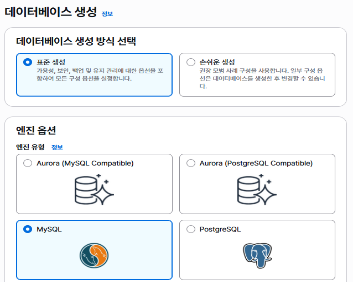 데이터베이스 생성 정보
데이터베이스 생성 방식 선택
표준 생성
가용성, 보안, 백업 및 유지 관리에 대한 옵션을 포
함하여 모든 구성 옵션을 설정합니다.
손쉬운 생성
권장 모범 사례 구성을 사용합니다. 일부 구성 옵
션은 데이터베이스를 생성한 후 변경할 수 있습니
다.
엔진 옵션
엔진 유형 정보
Aurora (MySQL Compatible)
Aurora (PostgreSQL Compatible)
MySQL
PostgreSQL